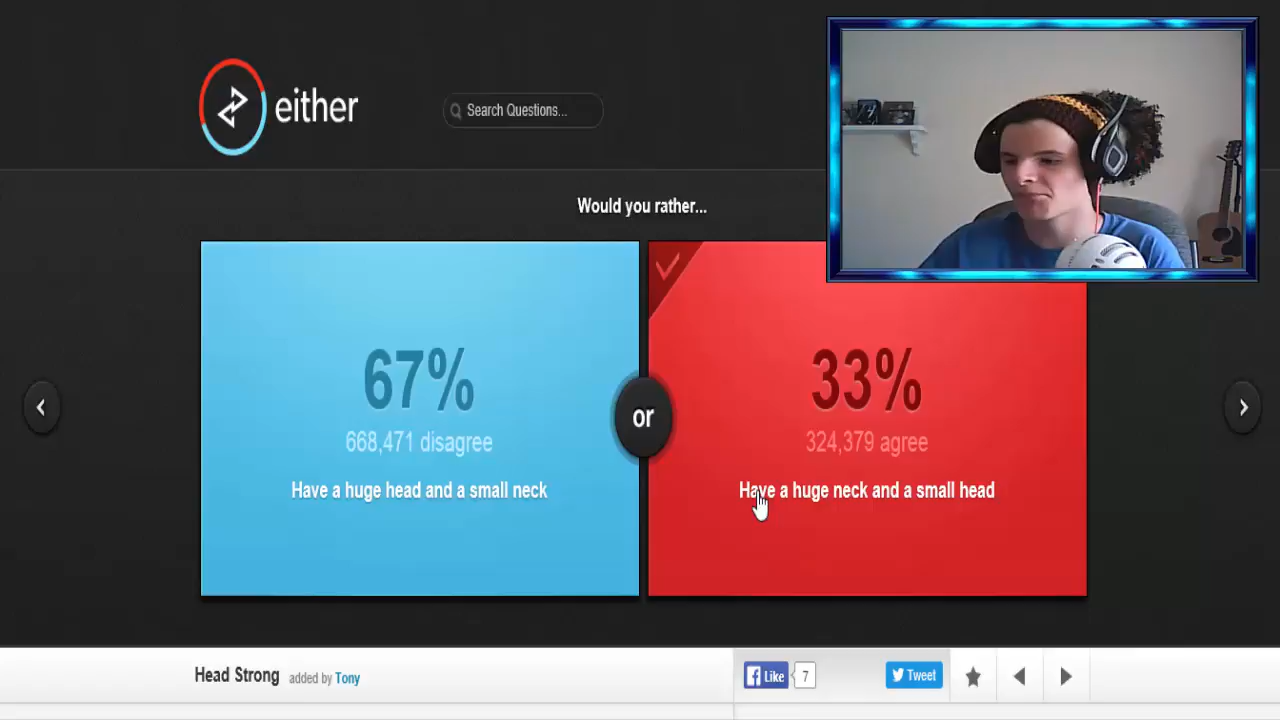 either
Search Questions...
Would you rather...
67%
668,471 disagree
Have a huge head and a small neck
or
33%
324,379 agree
Have a huge neck and a small head
Head Strong added by Tony
Like 7
Tweet